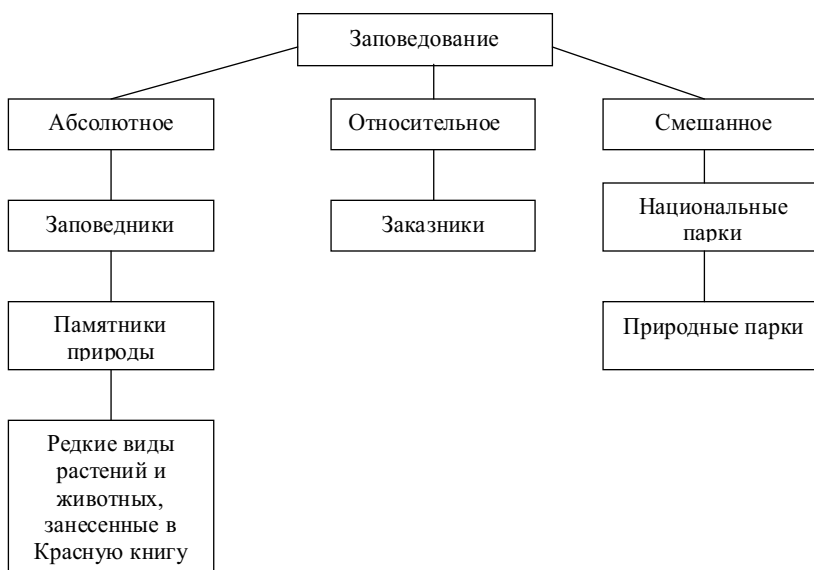 Заповедование
Абсолютное
Относительное
Смешанное
Заповедники
Заказники
Национальные
парки
Памятники
природы
Природные парки
Редкие виды
растений и
животных,
занесенные в
Красную книгу